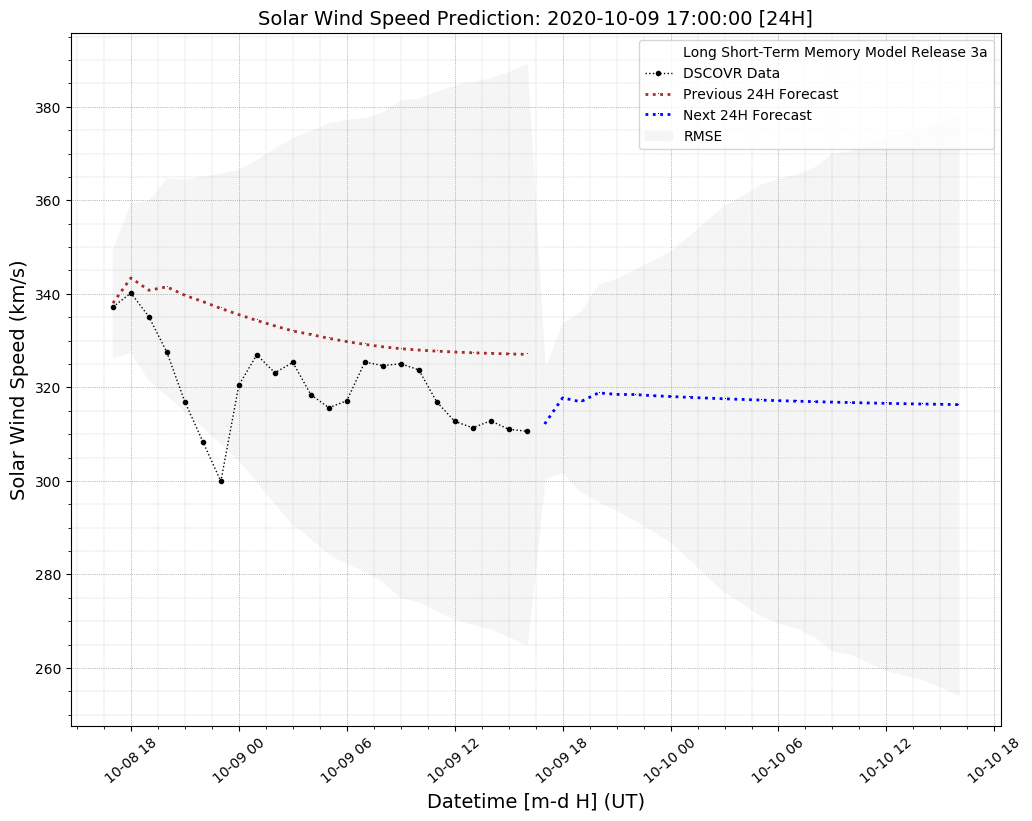 Solar Wind Speed Prediction: 2020-10-09 17:00:00 [24H]
Long Short-Term Memory Model Release 3a
DSCOVR Data
Previous 24H Forecast
Next 24H Forecast
RMSE
Solar Wind Speed (km/s)
380
360
340
320
300
280
260
10-08 18
10-09 00
10-09 06
10-09 12
10-09 18
10-10 00
10-10 06
10-10 12
10-10 18
Datetime [m-d H] (UT)